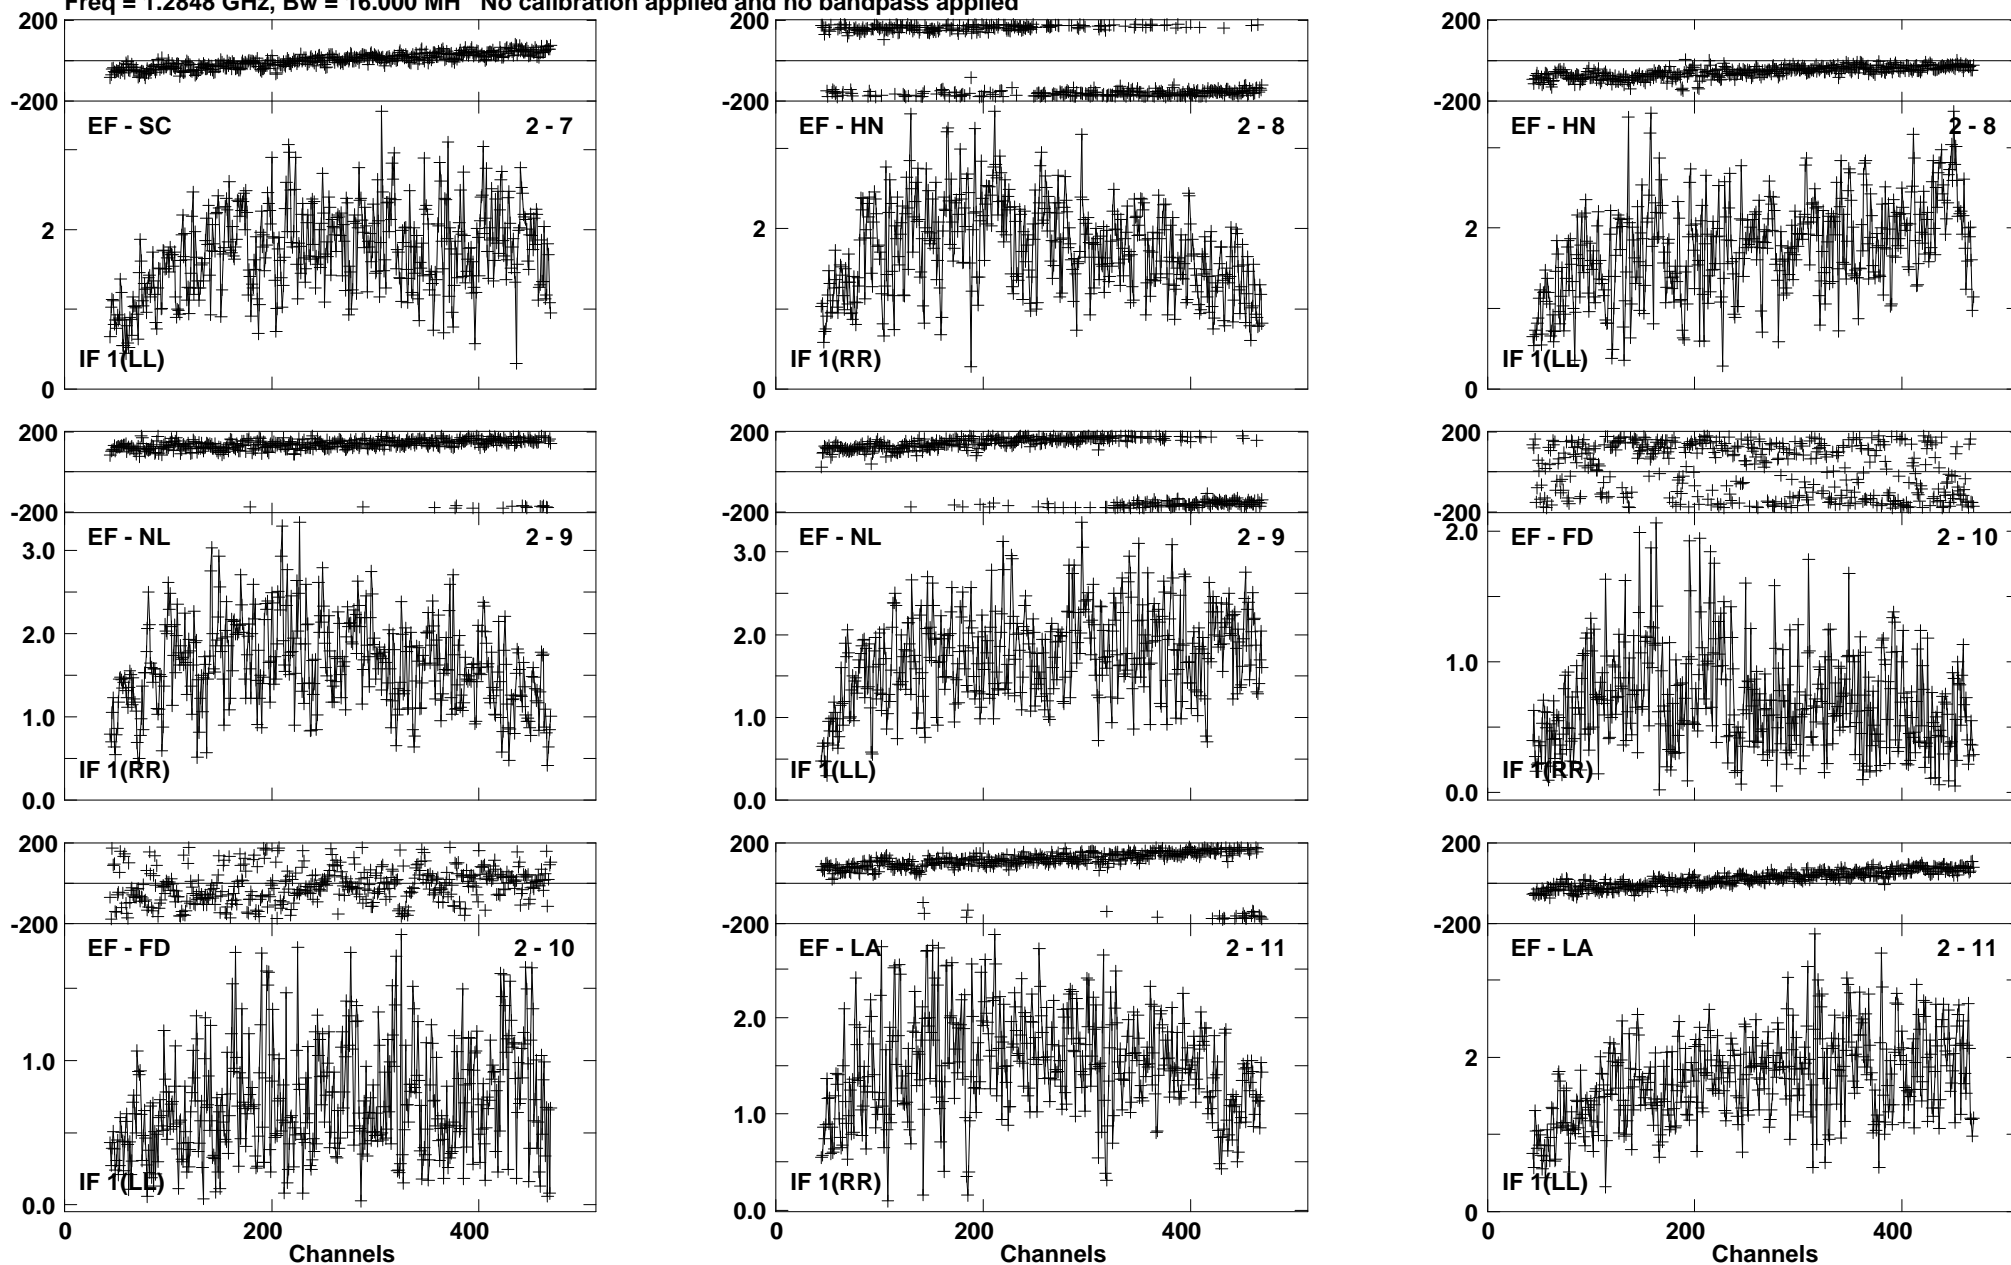 Freq = 1.2848 GHz, Bw = 16.000 MH No calibration applied and no bandpass applied
200
-200
EF - SC 2 - 7
2
IF 1(LL)
0
EF - HN 2 - 8
200
-200
2
IF 1(RR)
0
200
-200
EF - HN 2 - 8
2
IF 1(LL)
0
200
-200
EF - NL 2 - 9
3.0
2.0
1.0
IF 1(RR)
0.0
200
-200
EF - NL 2 - 9
3.0
2.0
1.0
IF 1(LL)
0.0
200
-200
2.0
EF - FD 2 - 10
1.0
IF 1(RR)
0.0
200
-200
EF - FD 2 - 10
1.0
IF 1(LL)
0.0
0 200 400
Channels
200
-200
EF - LA 2 - 11
2.0
1.0
IF 1(RR)
0.0
0 200 400
Channels
200
-200
EF - LA 2 - 11
2
IF 1(LL)
0
0 200 400
Channels